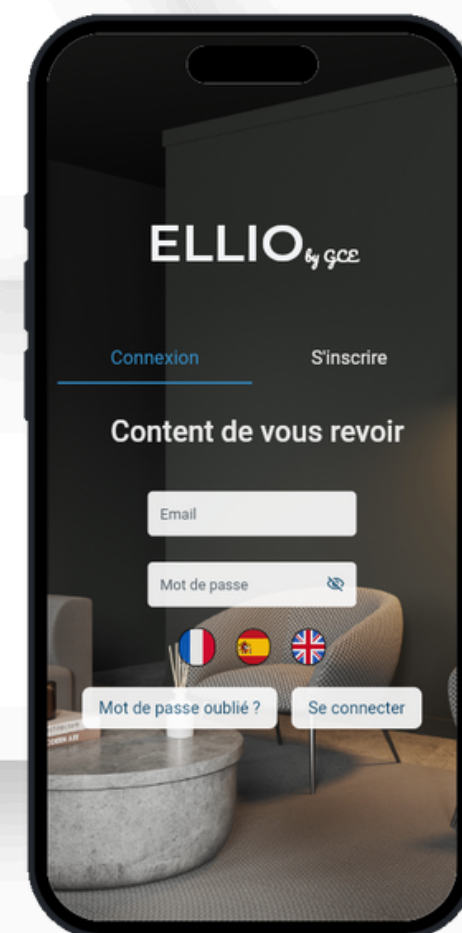 ELLIO by GCE
Connexion S'inscrire
Content de vous revoir
Email
Mot de passe
Mot de passe oublié ? Se connecter